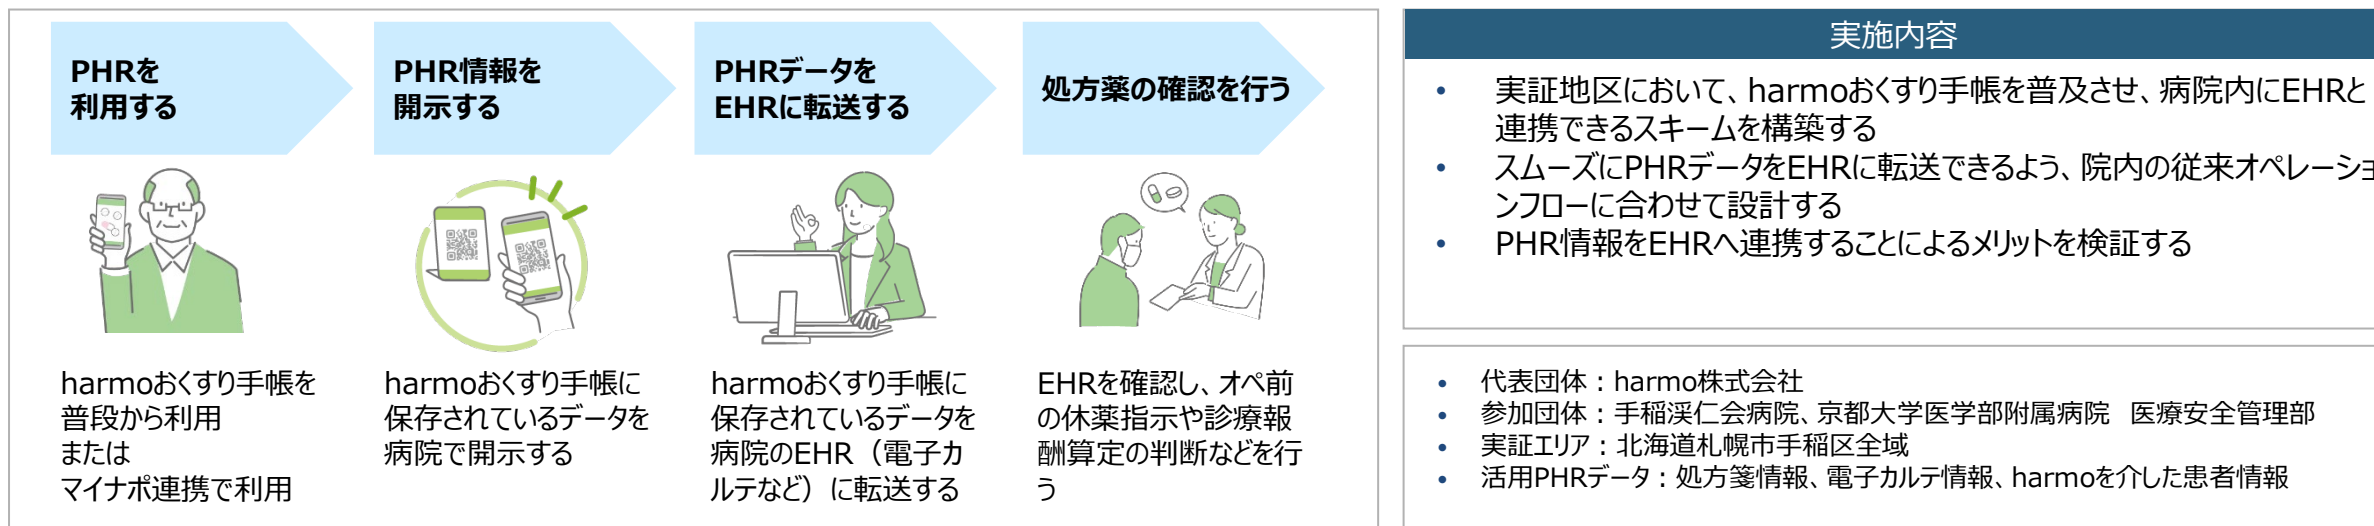 PHRを
利用する
PHR情報を
開示する
PHRデータを
EHRに転送する
処方薬の確認を行う
harmoおくすり手帳を
普段から利用
または
マイナポ連携で利用
harmoおくすり手帳に
保存されているデータを
病院で開示する
harmoおくすり手帳に
保存されているデータを
病院のEHR（電子カ
ルテなど）に転送する
EHRを確認し、オペ前
の休薬指示や診療報
酬算定の判断などを行
う
実施内容
• 実証地区において、harmoおくすり手帳を普及させ、病院内にEHRと
連携できるスキームを構築する
• スムーズにPHRデータをEHRに転送できるよう、院内の従来オペレーショ
ンフローに合わせて設計する
• PHR情報をEHRへ連携することによるメリットを検証する
• 代表団体：harmo株式会社
• 参加団体：手稲渓仁会病院、京都大学医学部附属病院　医療安全管理部
• 実証エリア：北海道札幌市手稲区全域
• 活用PHRデータ：処方箋情報、電子カルテ情報、harmoを介した患者情報